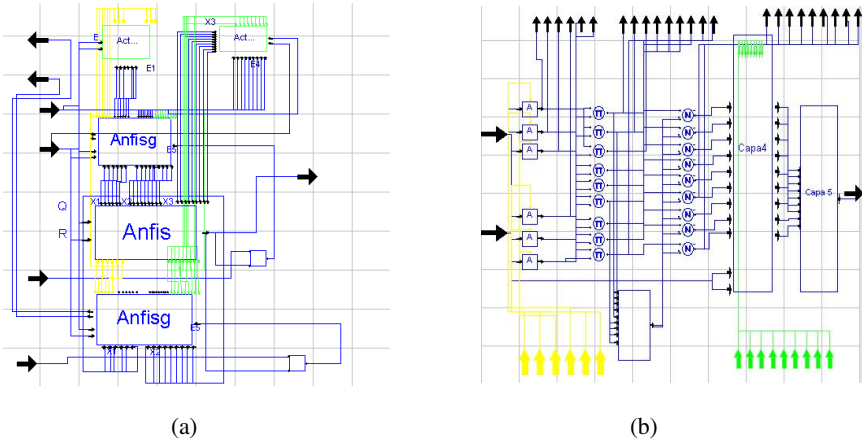 X3
E
Act...
Act...
E1
E4
Anfisg
E5
X1 X2 X3
Q
R
Anfis
Anfisg
E5
X1 X2
A
A
A
A
A
A
Π
Π
Π
Π
Π
Π
Π
Π
Π
N
N
N
N
N
N
N
N
N
Capa4
Capa 5
(a)
(b)